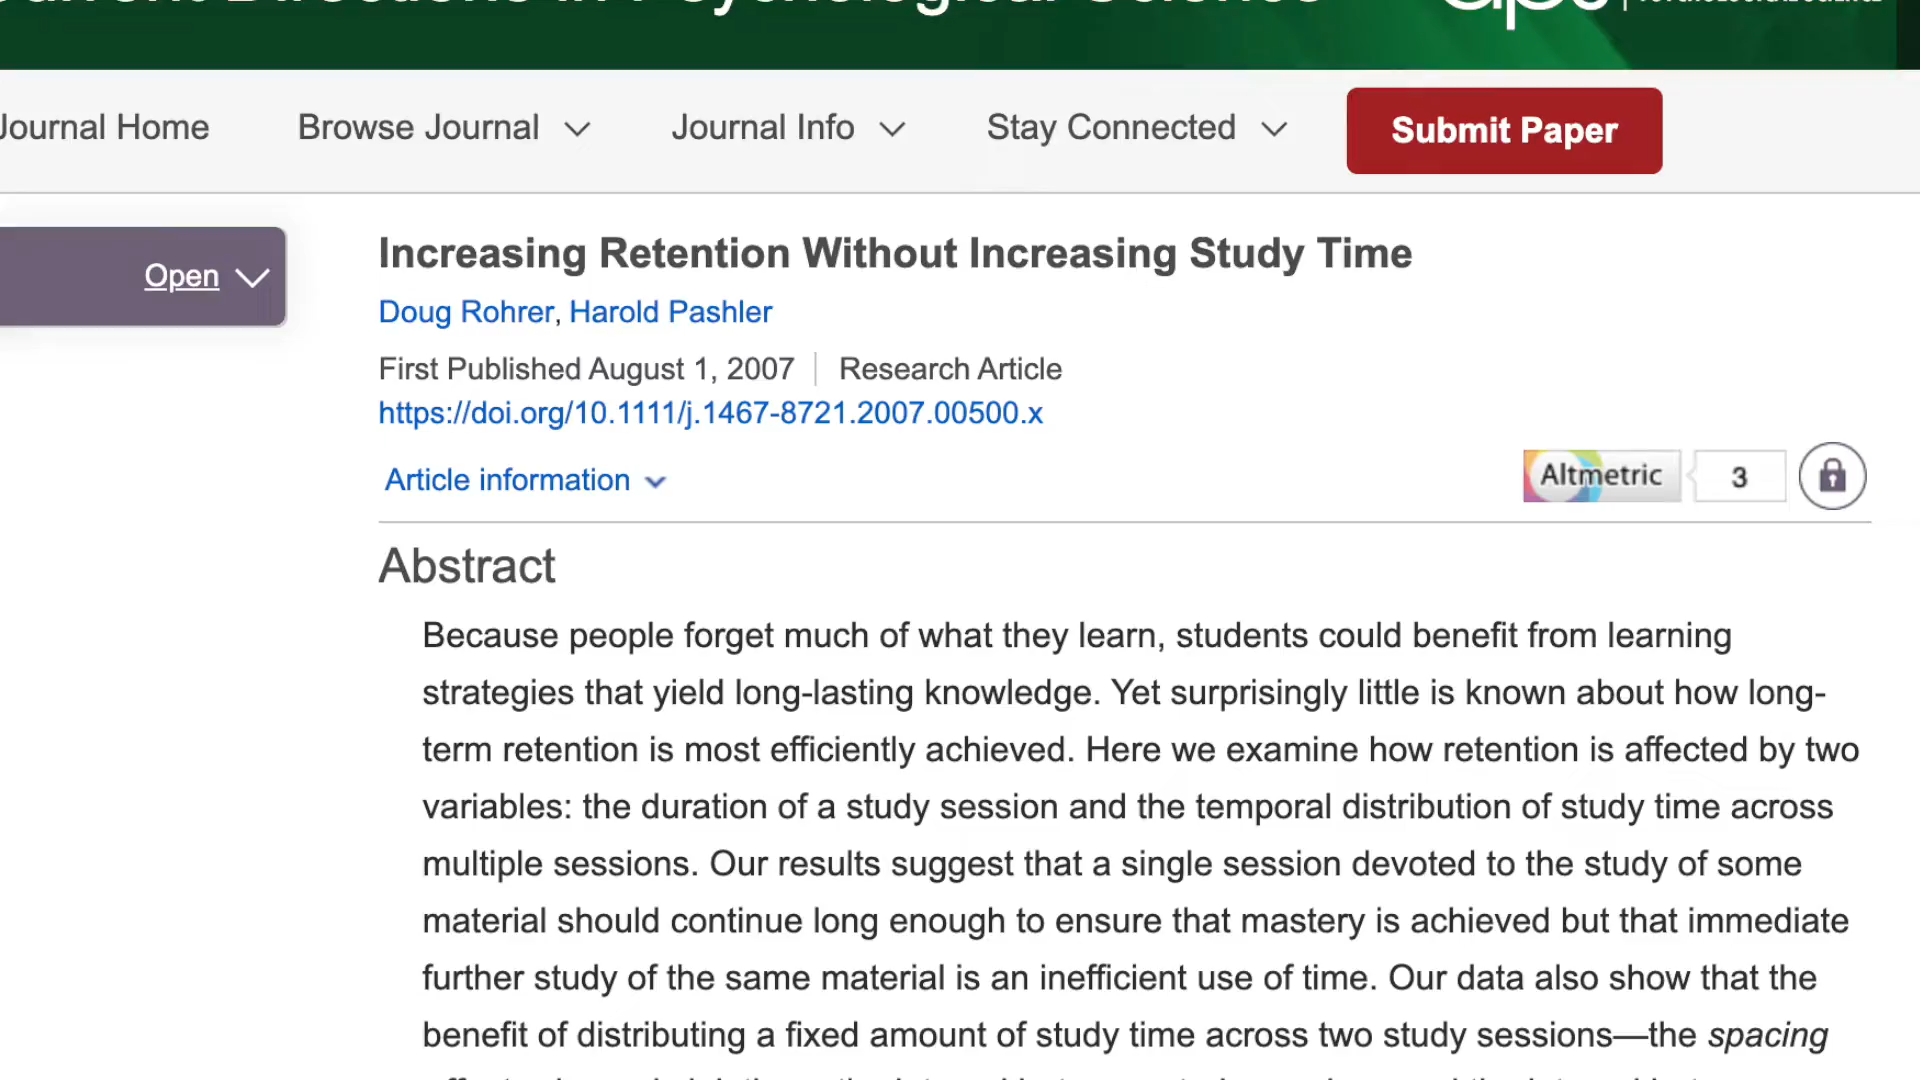 Journal Home Browse Journal Journal Info Stay Connected Submit Paper
Open
Increasing Retention Without Increasing Study Time
Doug Rohrer, Harold Pashler
First Published August 1, 2007 Research Article
https://doi.org/10.1111/j.1467-8721.2007.00500.x
Article information
Altmetric 3
Abstract
Because people forget much of what they learn, students could benefit from learning
strategies that yield long-lasting knowledge. Yet surprisingly little is known about how long-
term retention is most efficiently achieved. Here we examine how retention is affected by two
variables: the duration of a study session and the temporal distribution of study time across
multiple sessions. Our results suggest that a single session devoted to the study of some
material should continue long enough to ensure that mastery is achieved but that immediate
further study of the same material is an inefficient use of time. Our data also show that the
benefit of distributing a fixed amount of study time across two study sessions—the spacing